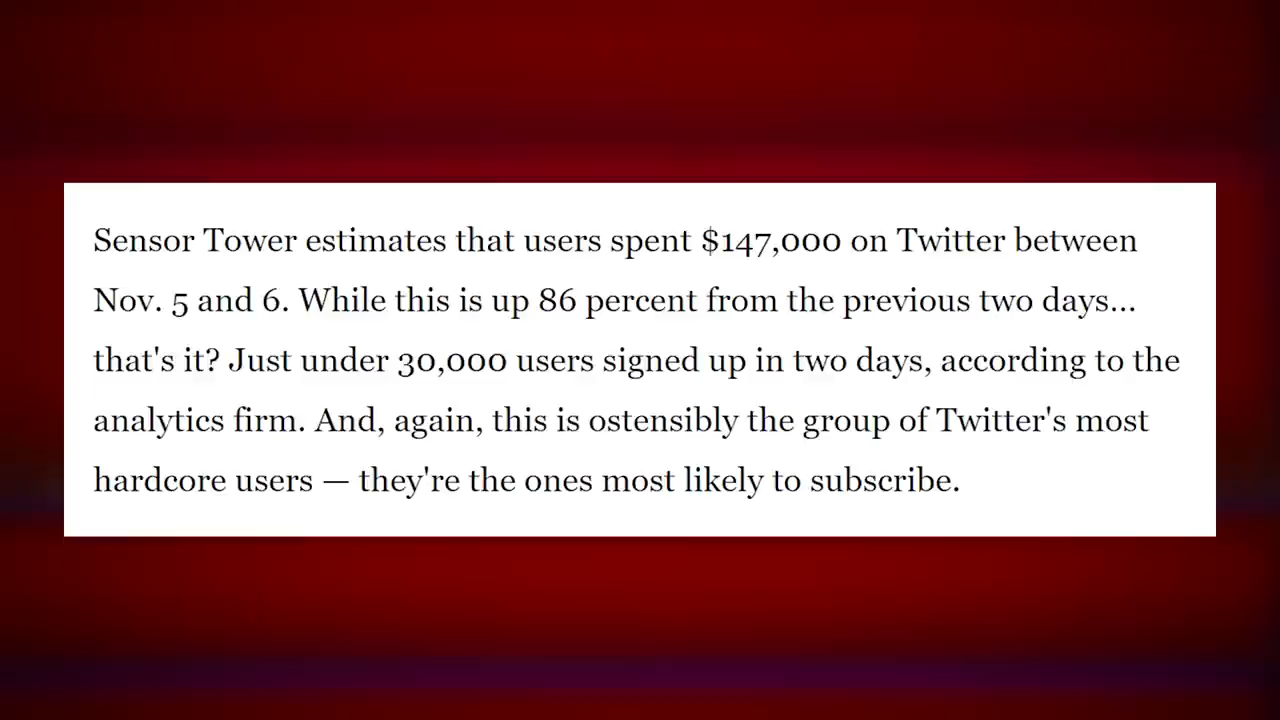 Sensor Tower estimates that users spent $147,000 on Twitter between
Nov. 5 and 6. While this is up 86 percent from the previous two days...
that's it? Just under 30,000 users signed up in two days, according to the
analytics firm. And, again, this is ostensibly the group of Twitter's most
hardcore users — they're the ones most likely to subscribe.